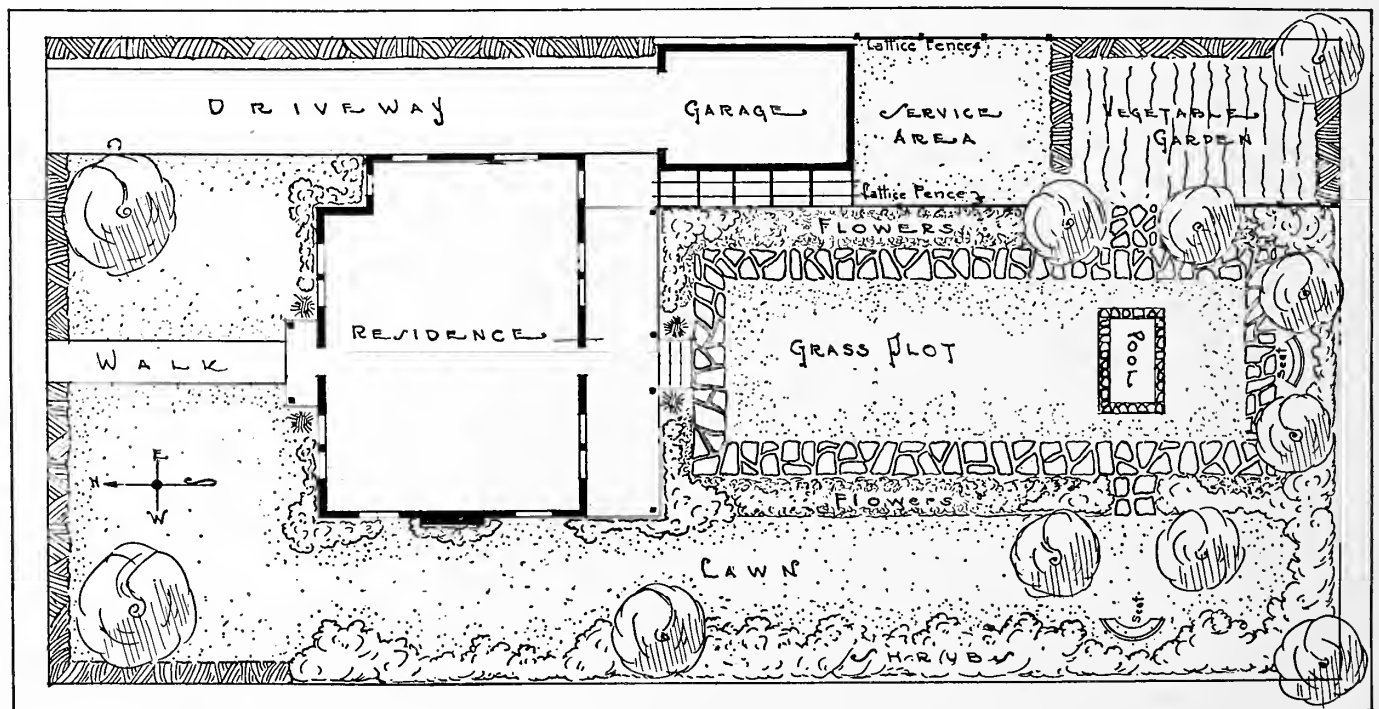 Lattice Fence
DRIVEWAY
GARAGE
SERVICE
AREA
VEGETABLE
GARDEN
Lattice Fence
FLOWERS
RESIDENCE
WALK
GRASS PLOT
POOL
Seat
E
N
S
W
Flowers
LAWN
Seat
SHRUBS